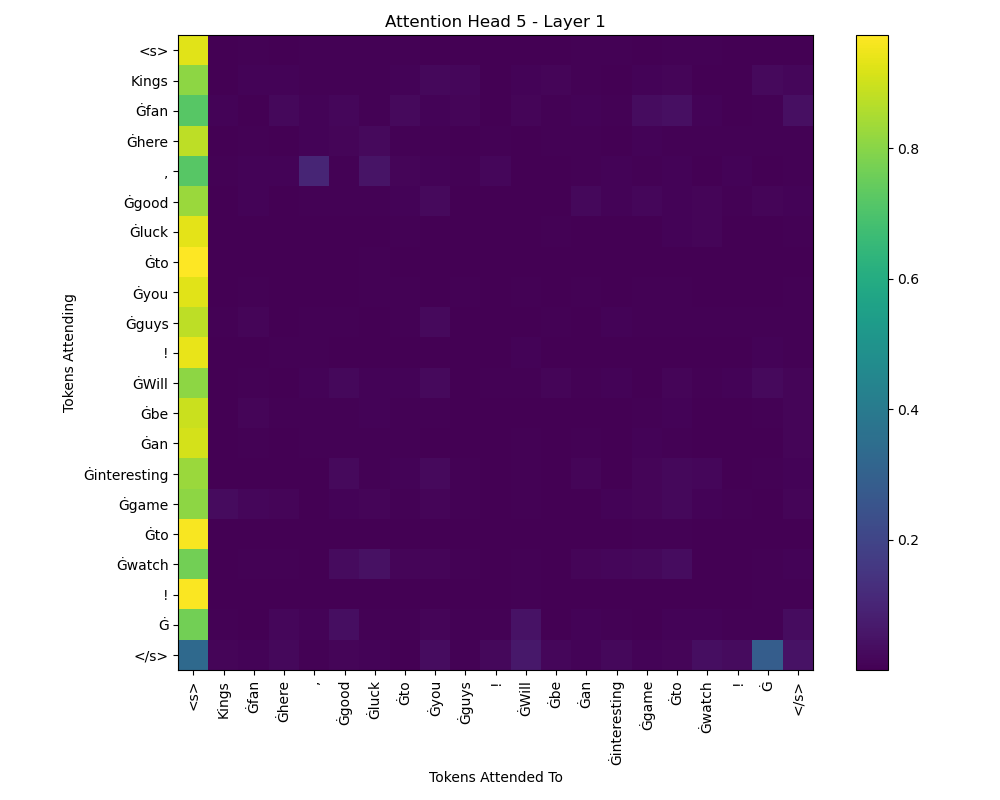 Attention Head 5 - Layer 1
Tokens Attending
<s>
Kings
Ġfan
Ġhere
,
Ġgood
Ġluck
Ġto
Ġyou
Ġguys
!
ĠWill
Ġbe
Ġan
Ġinteresting
Ġgame
Ġto
Ġwatch
!
Ġ
</s>
<s>
Kings
Ġfan
Ġhere
,
Ġgood
Ġluck
Ġto
Ġyou
Ġguys
!
ĠWill
Ġbe
Ġan
Ġinteresting
Ġgame
Ġto
Ġwatch
!
Ġ
</s>
Tokens Attended To
0.8
0.6
0.4
0.2